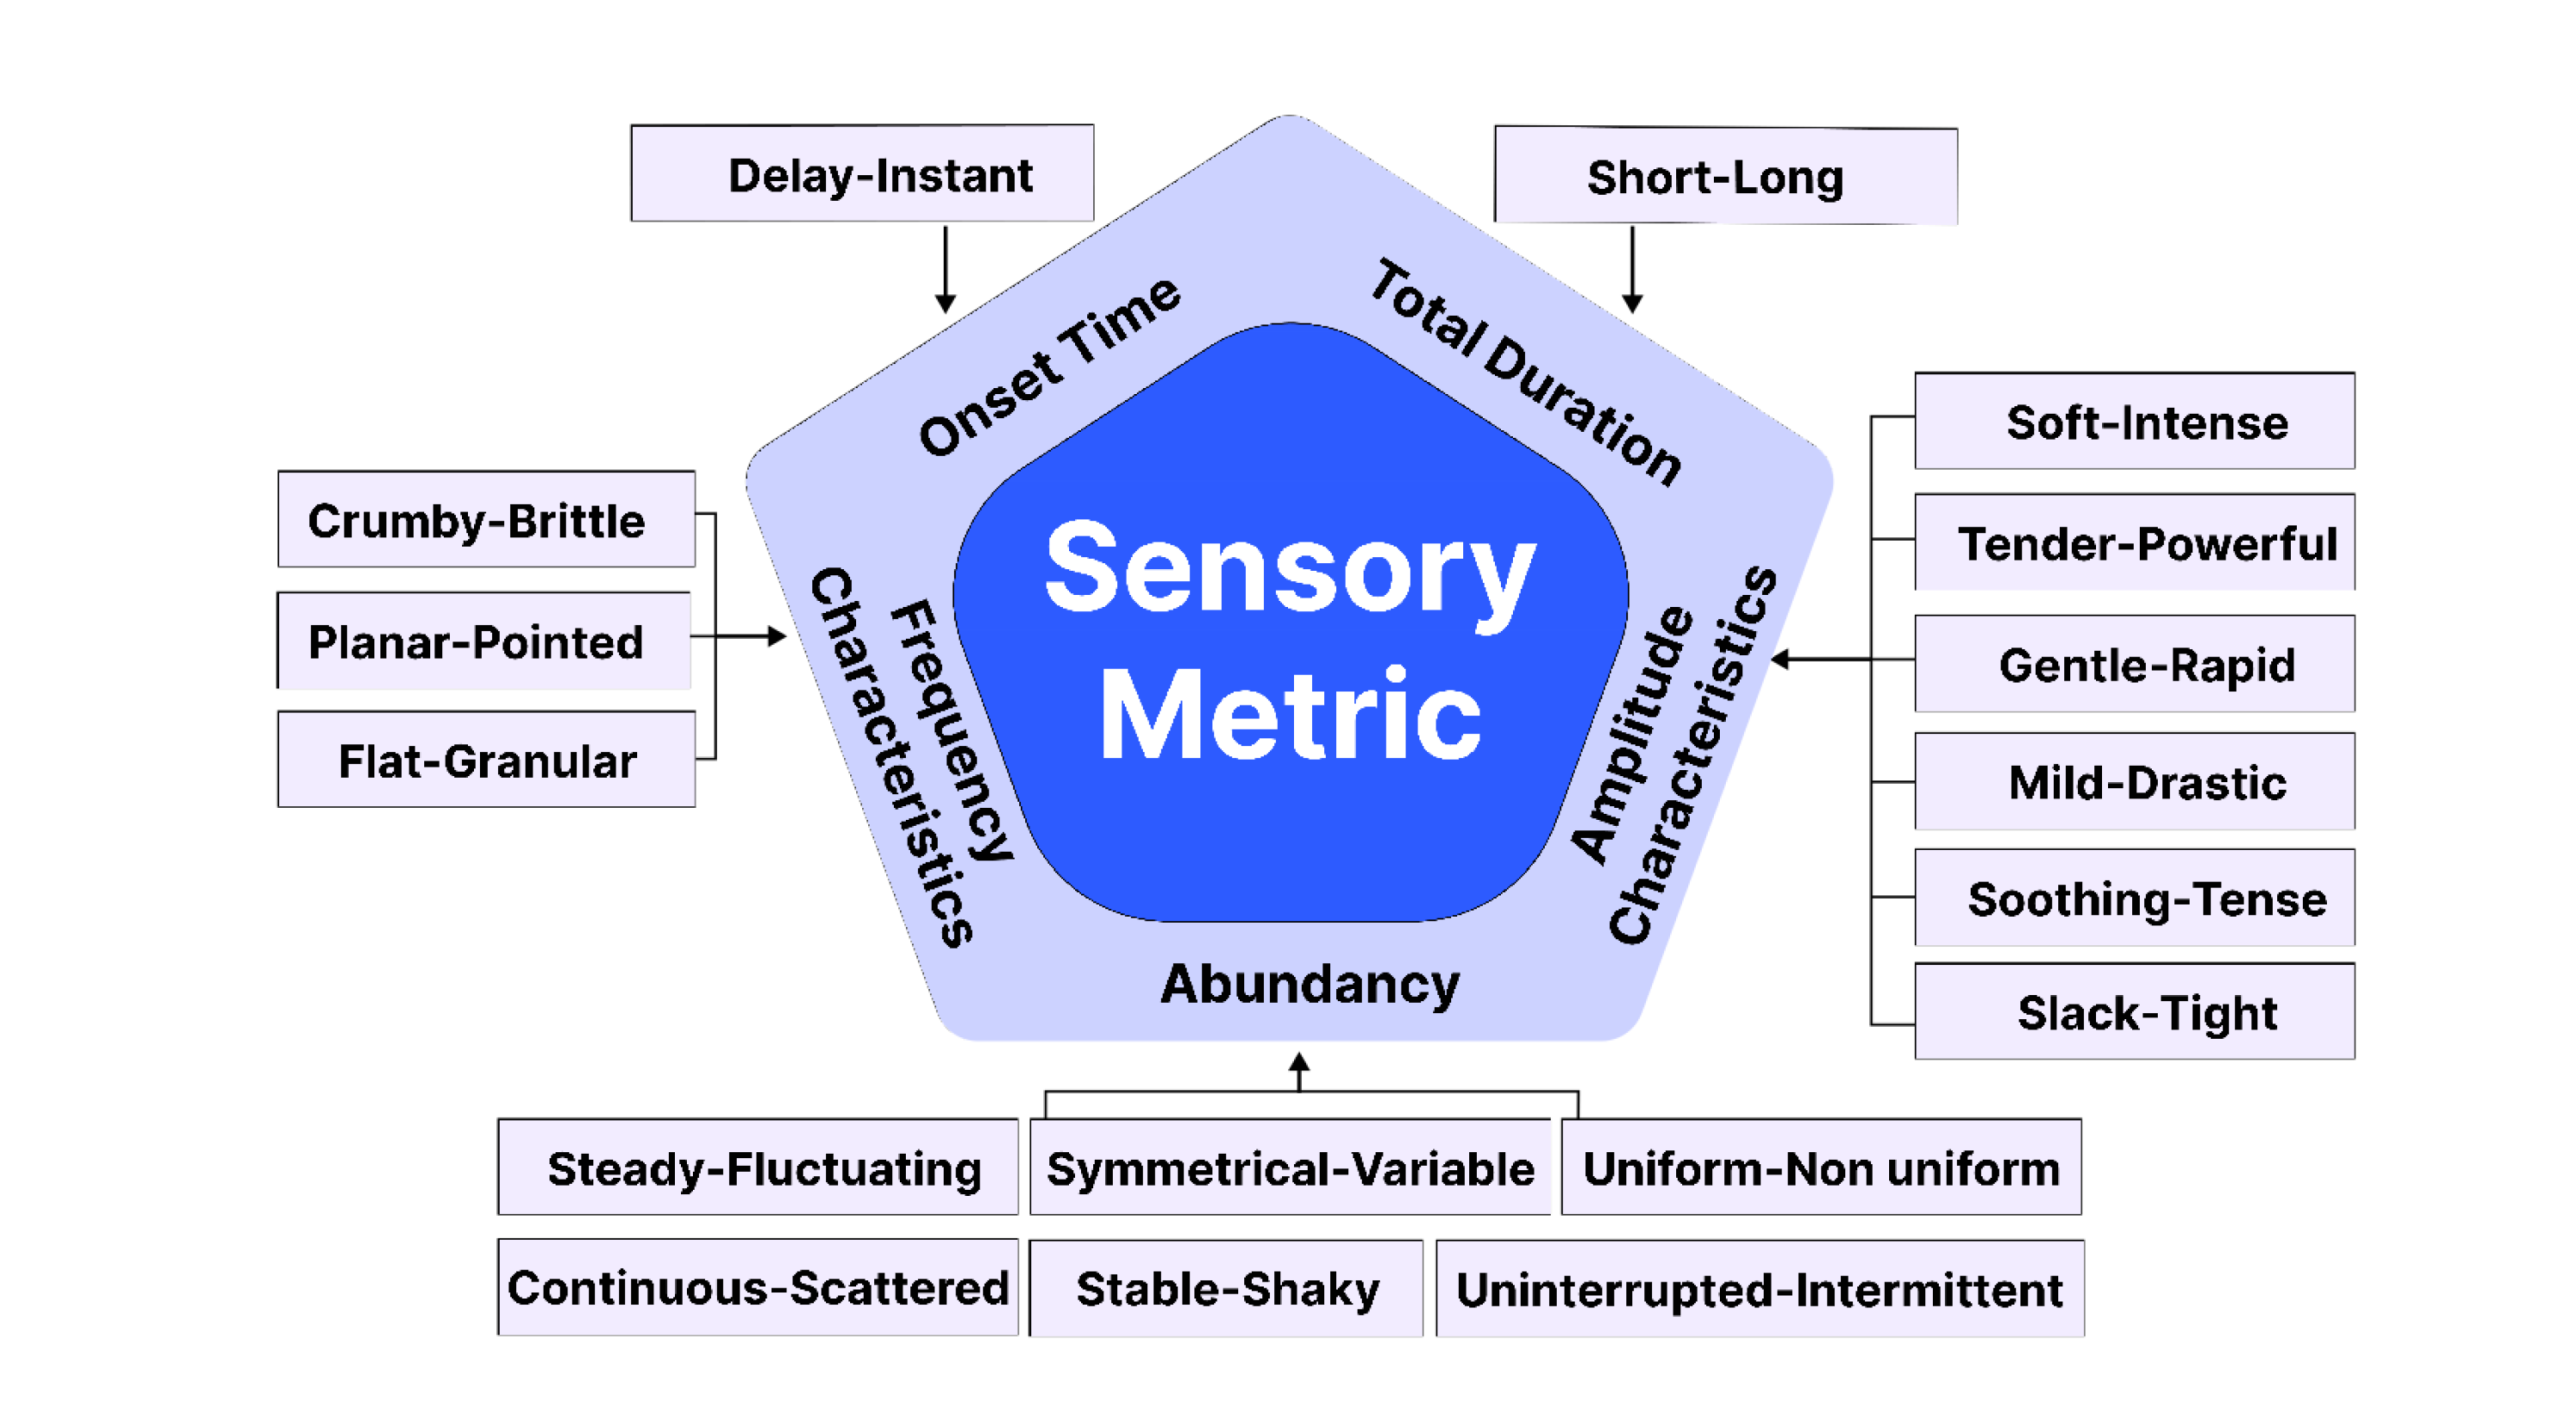 Delay-Instant
Short-Long
Onset Time
Total Duration
Crumby-Brittle
Planar-Pointed
Flat-Granular
Frequency
Characteristics
Sensory
Metric
Amplitude
Characteristics
Soft-Intense
Tender-Powerful
Gentle-Rapid
Mild-Drastic
Soothing-Tense
Slack-Tight
Abundancy
Steady-Fluctuating
Symmetrical-Variable
Uniform-Non uniform
Continuous-Scattered
Stable-Shaky
Uninterrupted-Intermittent